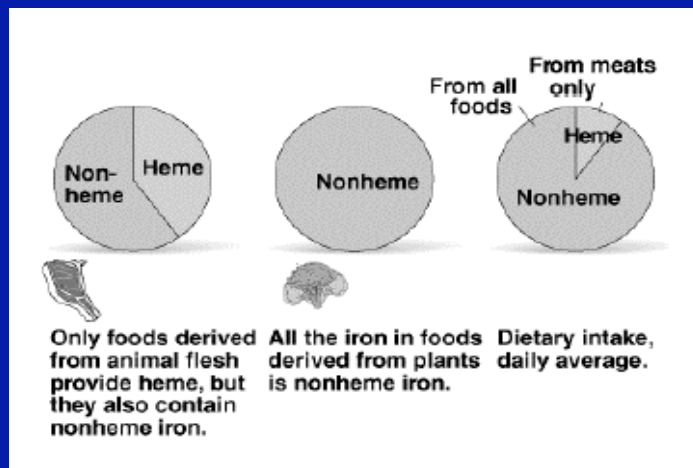 Non-
heme
Heme
Nonheme
From all
foods
From meats
only
Heme
Nonheme
Only foods derived
from animal flesh
provide heme, but
they also contain
nonheme iron.
All the iron in foods
derived from plants
is nonheme iron.
Dietary intake,
daily average.